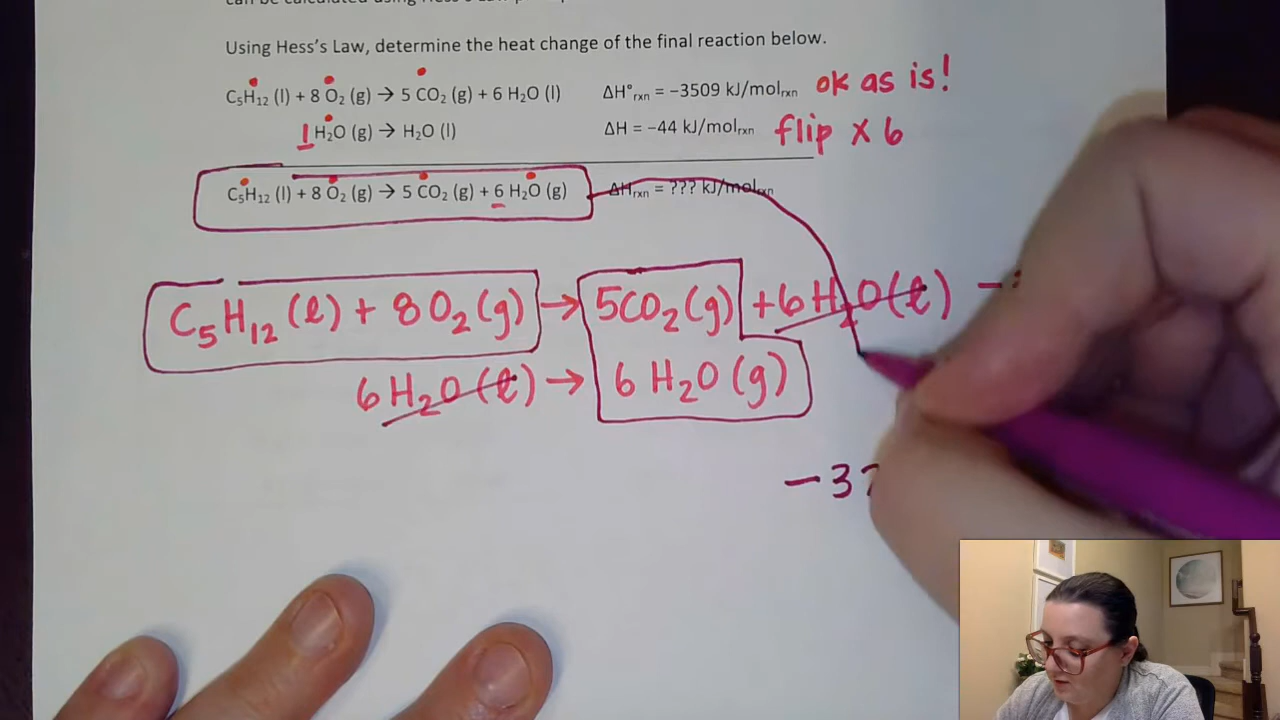 Using Hess's Law, determine the heat change of the final reaction below.
C₅H₁₂ (l) + 8 O₂ (g) → 5 CO₂ (g) + 6 H₂O (l) ΔH°rxn = −3509 kJ/molrxn ok as is!
1 H₂O (g) → H₂O (l) ΔH = −44 kJ/molrxn flip x 6
C₅H₁₂ (l) + 8 O₂ (g) → 5 CO₂ (g) + 6 H₂O (g) ΔHrxn = ??? kJ/molrxn
C₅H₁₂ (l) + 8 O₂ (g) → 5CO₂ (g) + 6 H₂O (l) −
6 H₂O (l) → 6 H₂O (g)
−3